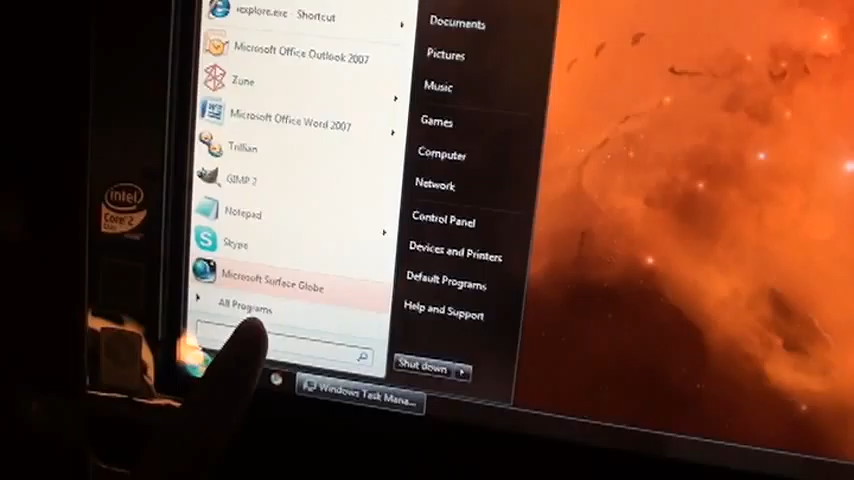 iexplore.exe - Shortcut
Microsoft Office Outlook 2007
Zune
Microsoft Office Word 2007
Trillian
GIMP 2
Notepad
Skype
Microsoft Surface Globe
All Programs
Documents
Pictures
Music
Games
Computer
Network
Control Panel
Devices and Printers
Default Programs
Help and Support
Shut down
Windows Task Mana...
intel
Core 2
Duo